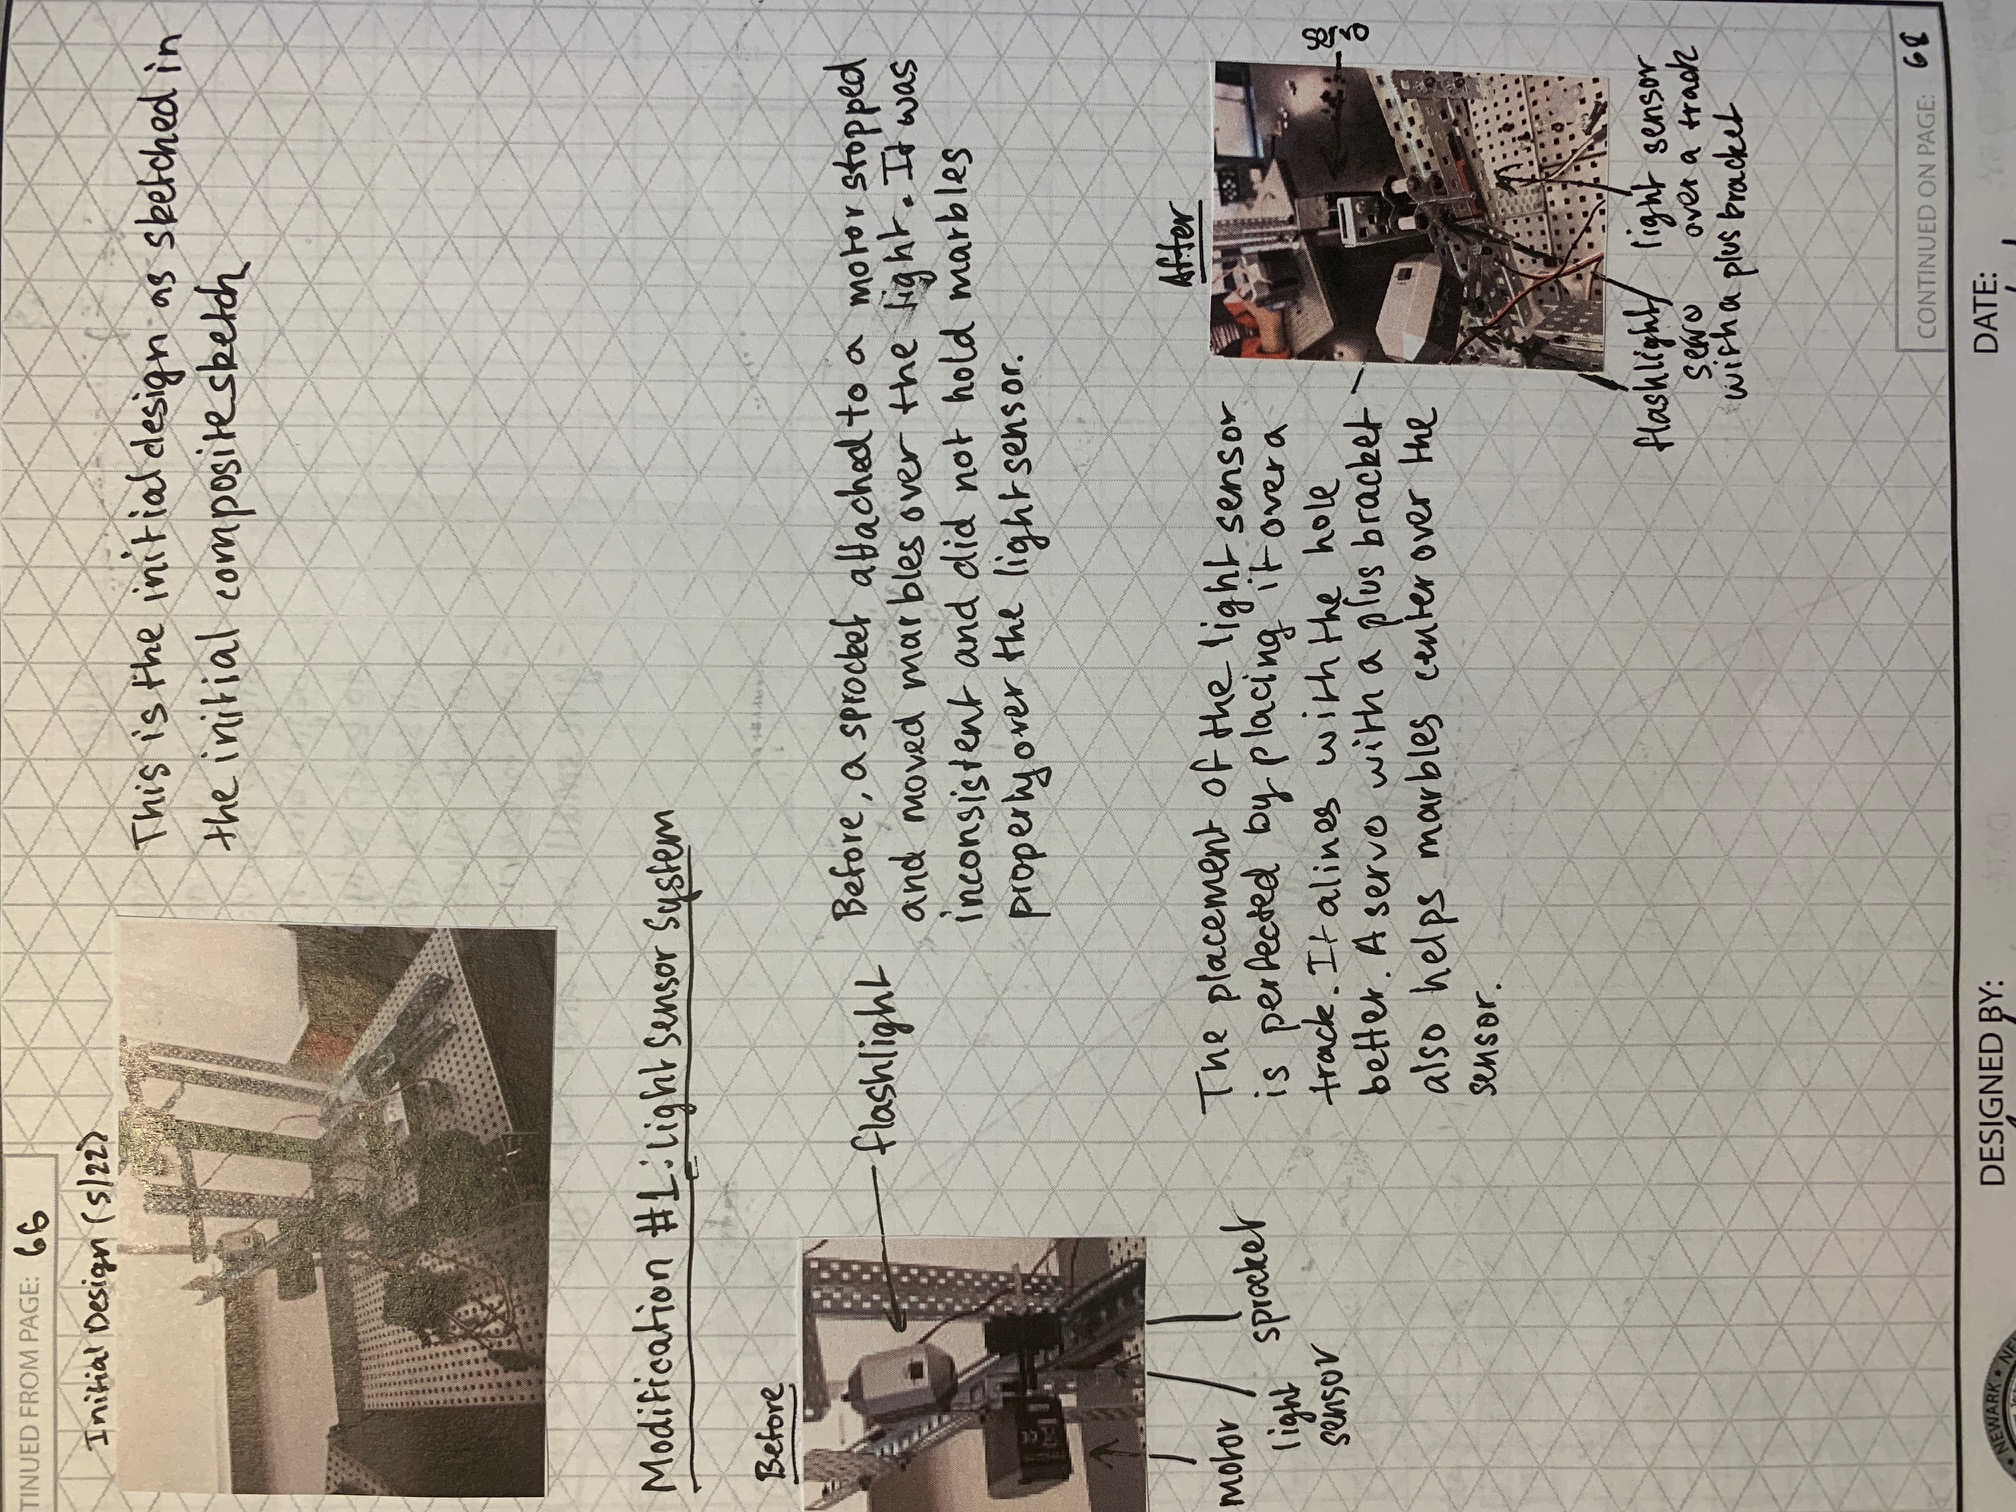 TINUED FROM PAGE: 66
Initial Design (5/22)
This is the initial design as sketched in
the initial composite sketch
Modification #1: light Sensor System
Before
flashlight
Before, a sprocket attached to a motor stopped
and moved marbles over the light. It was
inconsistent and did not hold marbles
properly over the light sensor.
motor
light
sensor
sprocket
After
The placement of the light sensor
is perfected by placing it over a
track. It alines with the hole
better. A servo with a plus bracket
also helps marbles center over the
sensor.
servo
flashlight
servo
with a plus bracket
light sensor
over a track
CONTINUED ON PAGE: 68
NEWARK
DESIGNED BY:
DATE: